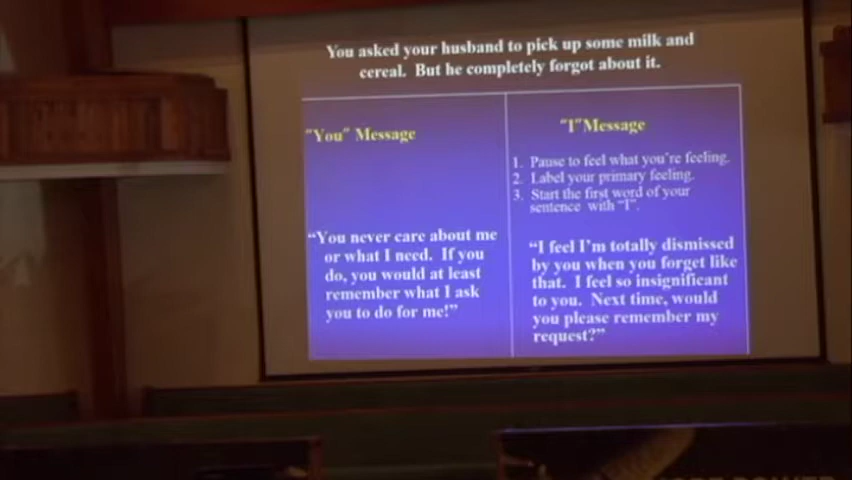 You asked your husband to pick up some milk and
cereal. But he completely forgot about it.
"You" Message
"You never care about me
or what I need. If you
do, you would at least
remember what I ask
you to do for me!"
"I"Message
1. Pause to feel what you're feeling.
2. Label your primary feeling.
3. Start the first word of your
sentence with "I".
"I feel I'm totally dismissed
by you when you forget like
that. I feel so insignificant
to you. Next time, would
you please remember my
request?"